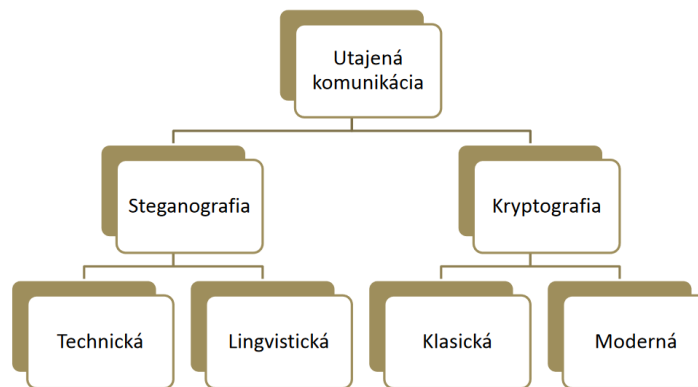 Utajená
komunikácia
Steganografia
Kryptografia
Technická
Lingvistická
Klasická
Moderná